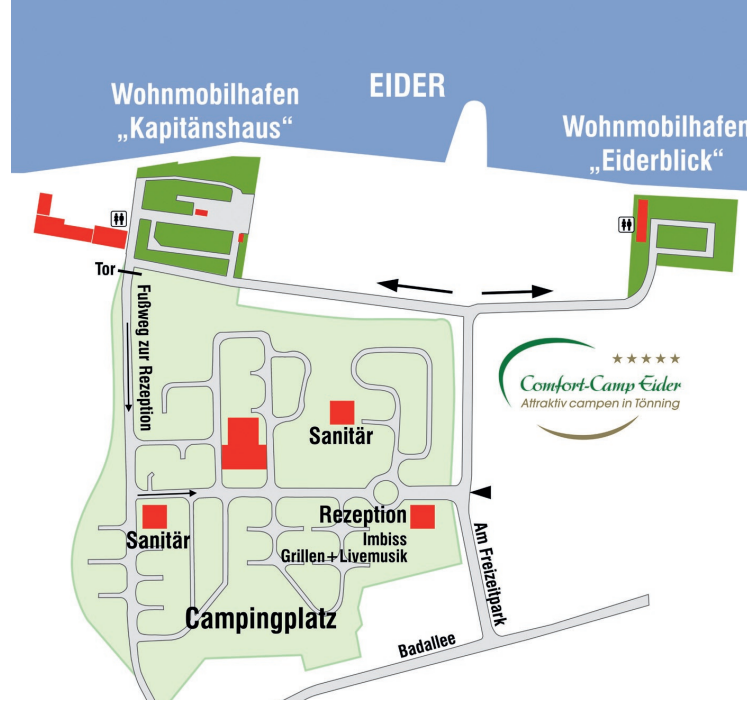 EIDER
Wohnmobilhafen
„Kapitänshaus“
Wohnmobilhafen
„Eiderblick“
Tor
Fußweg zur Rezeption
Comfort-Camp Eider
Attraktiv campen in Tönning
Sanitär
Rezeption
Imbiss
Grillen+Livemusik
Sanitär
Campingplatz
Am Freizeitpark
Badallee